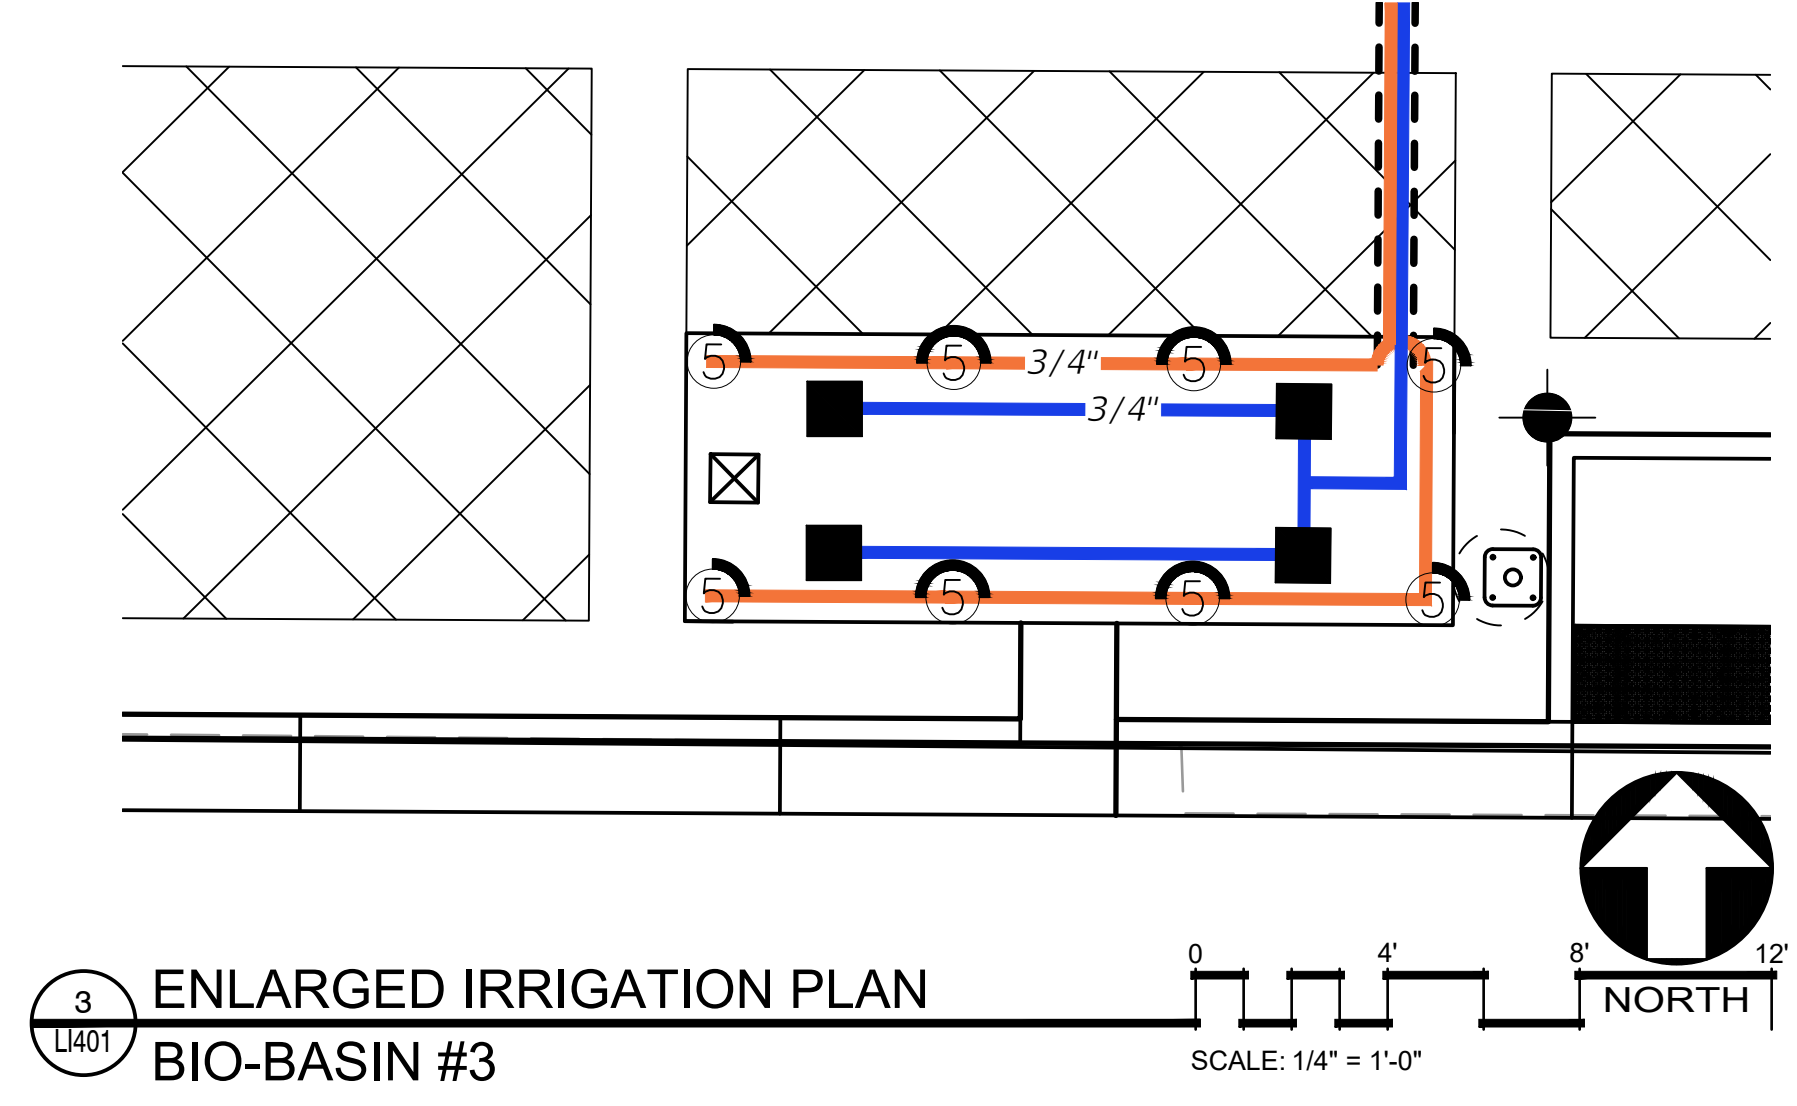 5 5 3/4" 5 5
3/4"
5 5 5 5
0 4' 8' 12'
3 ENLARGED IRRIGATION PLAN
NORTH
LI401 BIO-BASIN #3
SCALE: 1/4" = 1'-0"